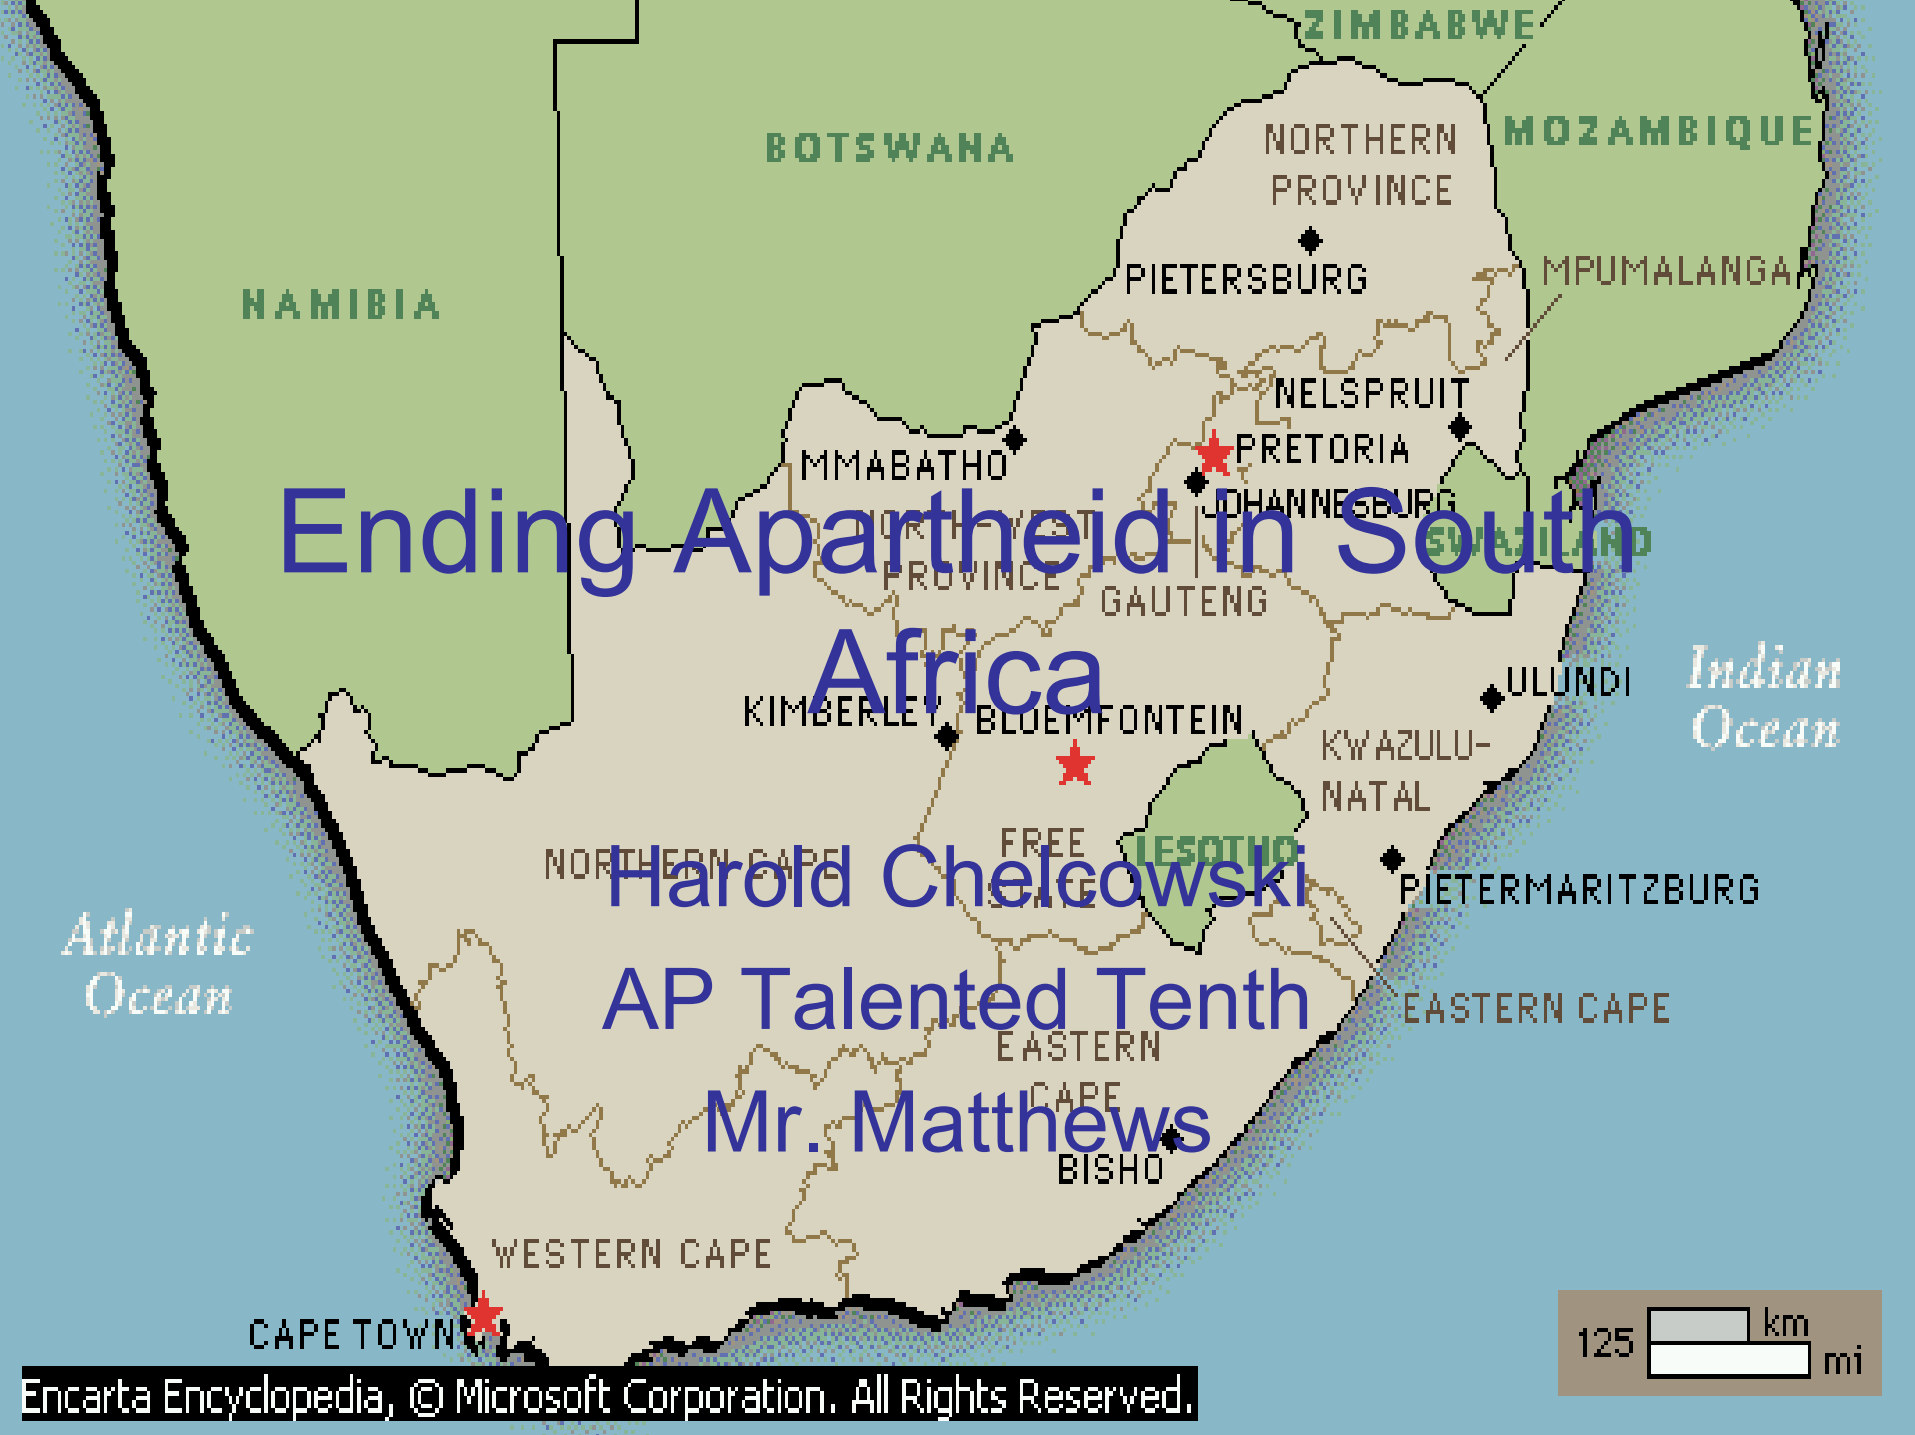 ZIMBABWE
MOZAMBIQUE
BOTSWANA
NORTHERN
PROVINCE
NAMIBIA
PIETERSBURG
MPUMALANGA
NELSPRUIT
PRETORIA
MMABATHO
JOHANNESBURG
Ending Apartheid in South
NORTH-WEST
PROVINCE
SWAZILAND
GAUTENG
Africa
ULUNDI
Indian
Ocean
KIMBERLEY
BLOEMFONTEIN
KWAZULU-
NATAL
FREE
STATE
LESOTHO
NORTHERN CAPE
Harold Chelcowski
PIETERMARITZBURG
Atlantic
Ocean
AP Talented Tenth
EASTERN CAPE
EASTERN
CAPE
Mr. Matthews
BISHO
WESTERN CAPE
CAPE TOWN
125 km
mi
Encarta Encyclopedia, © Microsoft Corporation. All Rights Reserved.